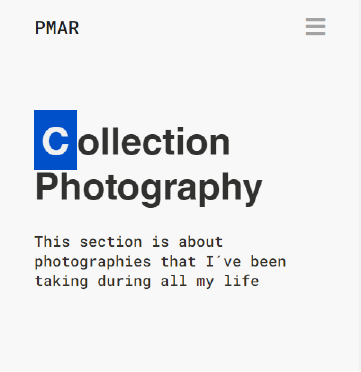 PMAR
Collection
Photography
This section is about
photographies that I´ve been
taking during all my life